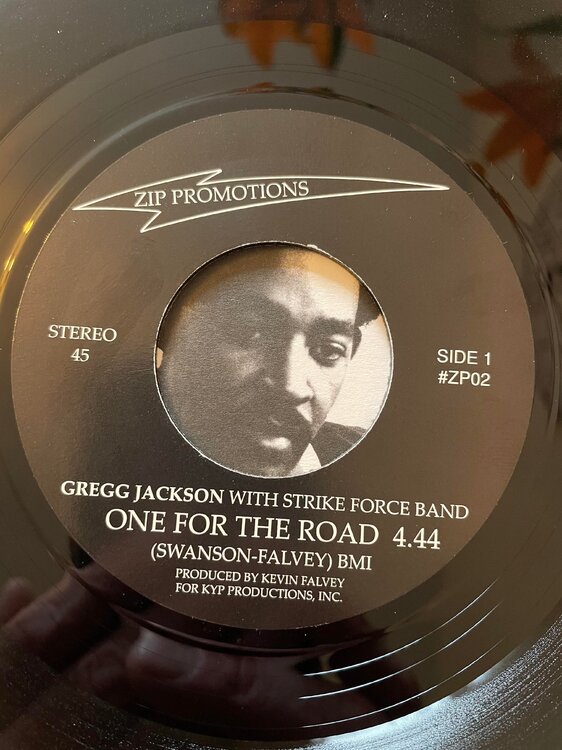 ZIP PROMOTIONS
STEREO
45
SIDE 1
#ZP02
GREGG JACKSON WITH STRIKE FORCE BAND
ONE FOR THE ROAD 4.44
(SWANSON-FALVEY) BMI
PRODUCED BY KEVIN FALVEY
FOR KYP PRODUCTIONS, INC.